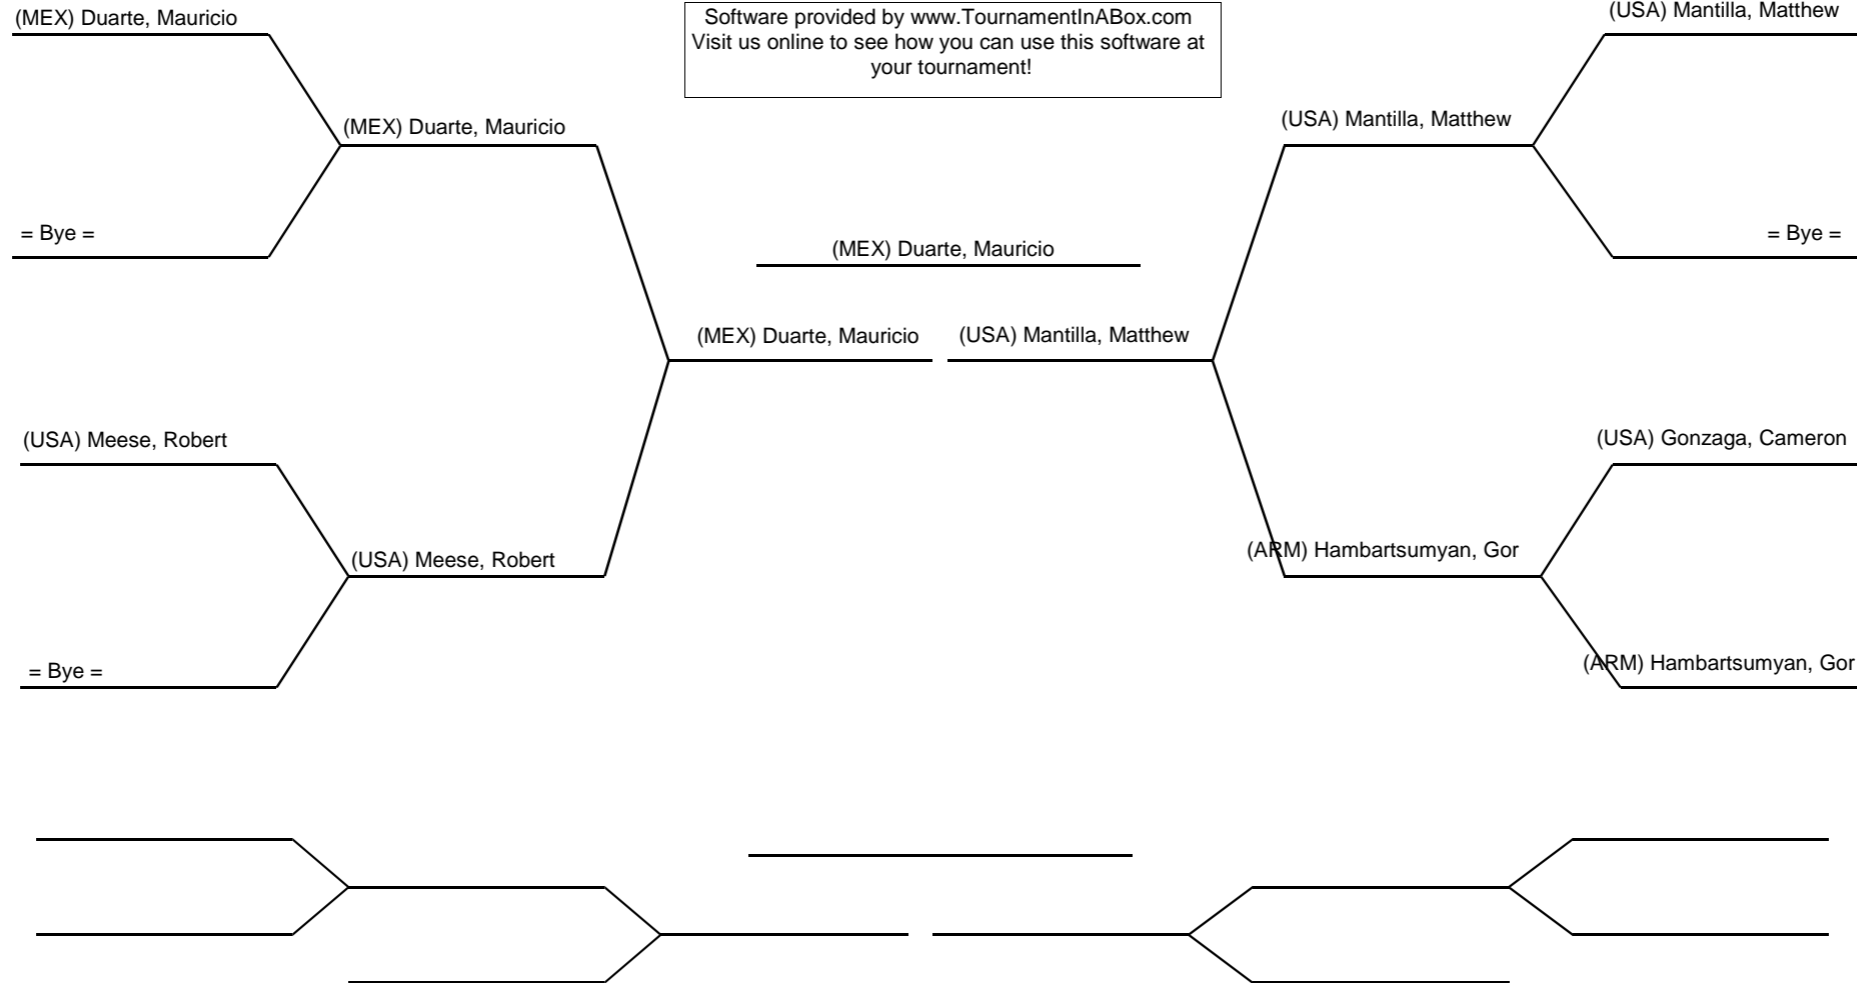 (MEX) Duarte, Mauricio
Software provided by www.TournamentInABox.com
Visit us online to see how you can use this software at
your tournament!
(USA) Mantilla, Matthew
(MEX) Duarte, Mauricio
(USA) Mantilla, Matthew
= Bye =
(MEX) Duarte, Mauricio
= Bye =
(MEX) Duarte, Mauricio
(USA) Mantilla, Matthew
(USA) Meese, Robert
(USA) Gonzaga, Cameron
(USA) Meese, Robert
(ARM) Hambartsumyan, Gor
= Bye =
(ARM) Hambartsumyan, Gor